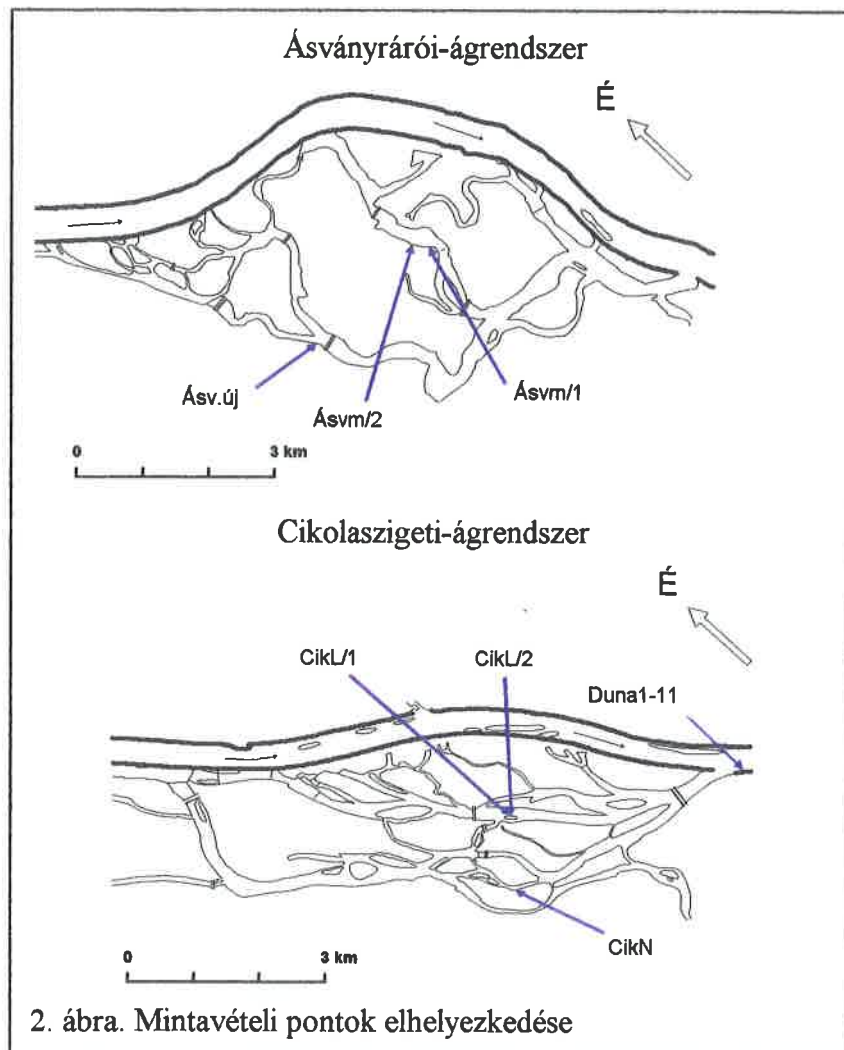 Ásványrárói-ágrendszer
É
Ásv.új
Ásvm/2
Ásvm/1
0 3 km
Cikolaszigeti-ágrendszer
É
CikL/1
CikL/2
Duna1-11
CikN
0 3 km
2. ábra. Mintavételi pontok elhelyezkedése